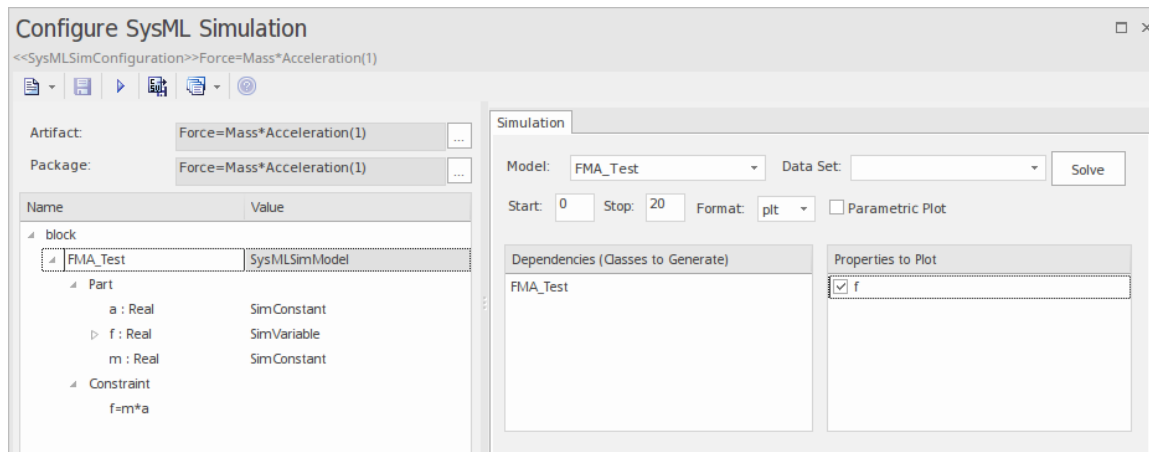 Configure SysML Simulation
<<SysMLSimConfiguration>>Force=Mass*Acceleration(1)
Artifact: Force=Mass*Acceleration(1) ...
Package: Force=Mass*Acceleration(1) ...
Name Value
block
FMA_Test SysMLSimModel
Part
a : Real SimConstant
f : Real SimVariable
m : Real SimConstant
Constraint
f=m*a
Simulation
Model: FMA_Test Data Set: Solve
Start: 0 Stop: 20 Format: plt Parametric Plot
Dependencies (Classes to Generate) Properties to Plot
FMA_Test f